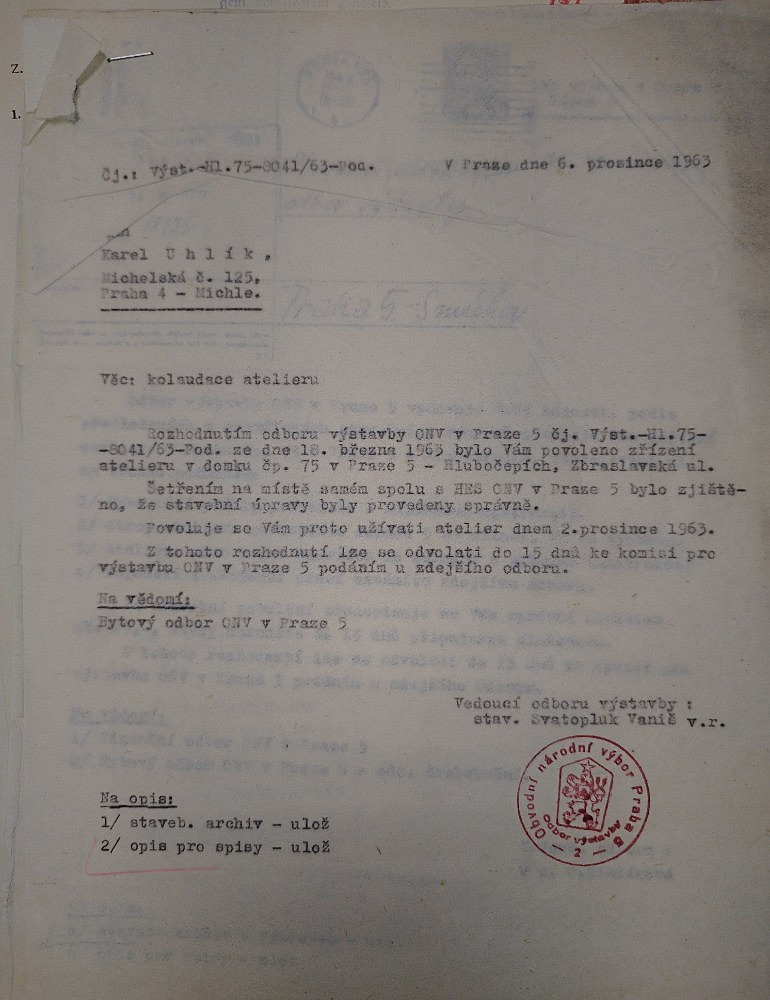 Z.
1.
Čj.: Výst.-Hl.75-8041/63-Pod. V Praze dne 6. prosince 1963
Karel U h l í k ,
Michelská č. 125,
Praha 4 - Michle.
Věc: kolaudace atelieru
Rozhodnutím odboru výstavby ONV v Praze 5 čj. Výst.-Hl.75-
-8041/63-Pod. ze dne 18. března 1963 bylo Vám povoleno zřízení
atelieru v domku čp. 75 v Praze 5 - Hlubočepích, Zbraslavská ul.
Šetřením na místě samém spolu s HES ONV v Praze 5 bylo zjiště-
no, že stavební úpravy byly provedeny správně.
Povoluje se Vám proto užívati atelier dnem 2.prosince 1963.
Z tohoto rozhodnutí lze se odvolati do 15 dnů ke komisi pro
výstavbu ONV v Praze 5 podáním u zdejšího odboru.
Na vědomí:
Bytový odbor ONV v Praze 5
Vedoucí odboru výstavby :
stav. Svatopluk Vaniš v.r.
Obvodní národní výbor Praha 5
Odbor výstavby
— 2 —
Na opis:
1/ staveb. archiv - ulož
2/ opis pro spisy - ulož